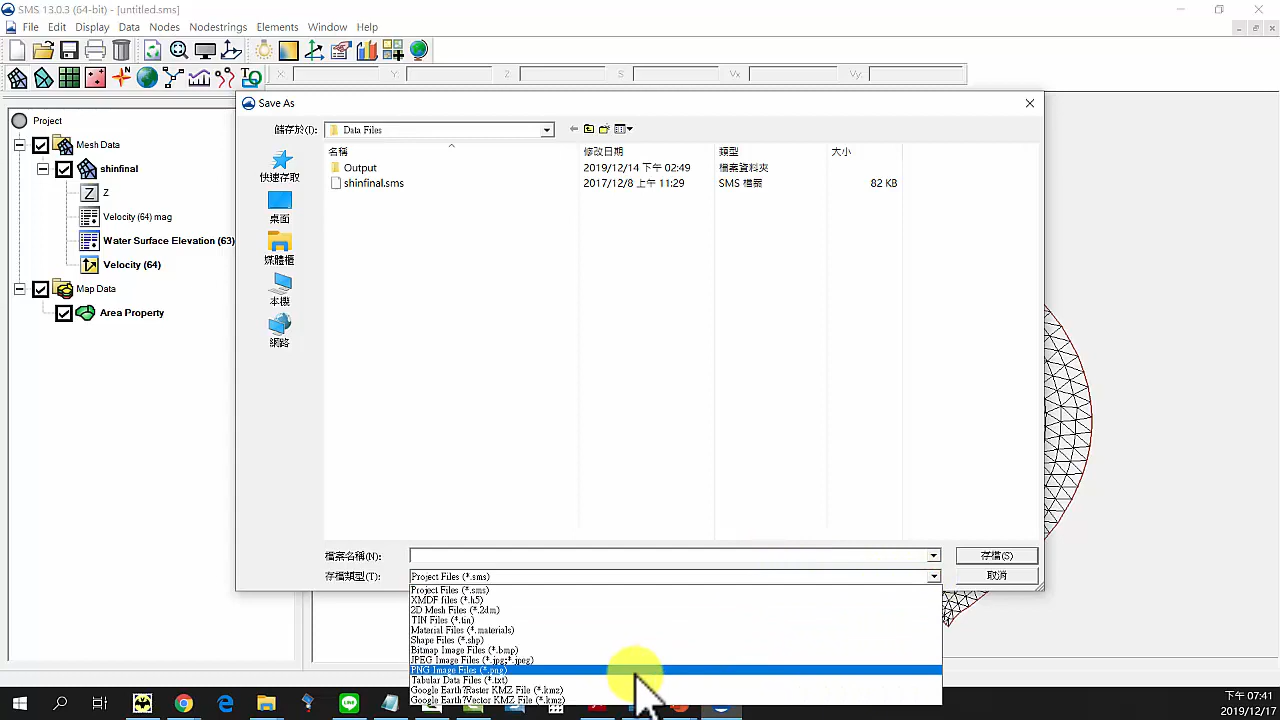 SMS 13.0.3 (64-bit) - [untitled.sms]
File Edit Display Data Nodes Nodestrings Elements Window Help
X: Y: Z: S: Vx: Vy:
Save As
Project
儲存於(I): Data Files
名稱 修改日期 類型 大小
Mesh Data
Output 2019/12/14 下午 02:49 檔案資料夾
shinfinal
快速存取
shinfinal.sms 2017/12/8 上午 11:29 SMS 檔案 82 KB
Z
Velocity (64) mag
桌面
Water Surface Elevation (63)
媒體櫃
Velocity (64)
Map Data
本機
Area Property
網路
檔案名稱(N): 存檔(S)
存檔類型(T): Project Files (*.sms) 取消
Project Files (*.sms)
XMDF files (*.h5)
2D Mesh Files (*.2dm)
TIN Files (*.tin)
Material Files (*.materials)
Shape Files (*.shp)
Bitmap Image Files (*.bmp)
JPEG Image Files (*.jpg;*.jpeg)
PNG Image Files (*.png)
Tabular Data Files (*.txt)
Google Earth Raster KMZ File (*.kmz)
Google Earth Vector KMZ File (*.kmz)
下午 07:41
2019/12/17